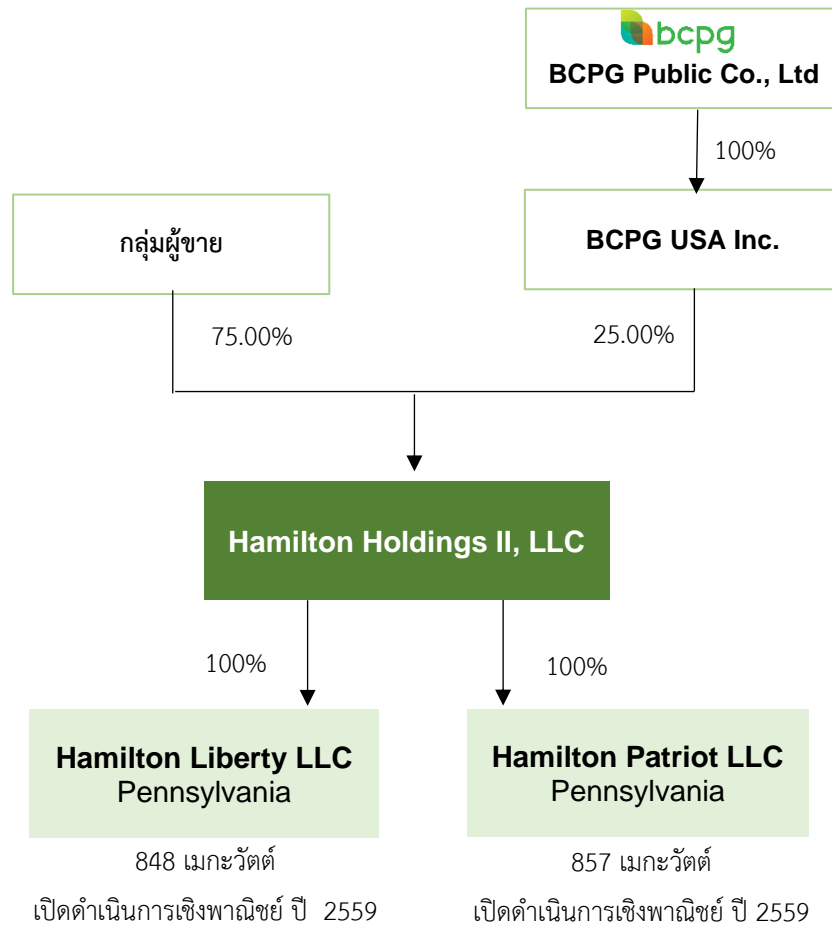 bcpg
BCPG Public Co., Ltd
100%
กลุ่มผู้ขาย
BCPG USA Inc.
75.00%
25.00%
Hamilton Holdings II, LLC
100%
100%
Hamilton Liberty LLC
Pennsylvania
848 เมกะวัตต์
เปิดดำเนินการเชิงพาณิชย์ ปี 2559
Hamilton Patriot LLC
Pennsylvania
857 เมกะวัตต์
เปิดดำเนินการเชิงพาณิชย์ ปี 2559